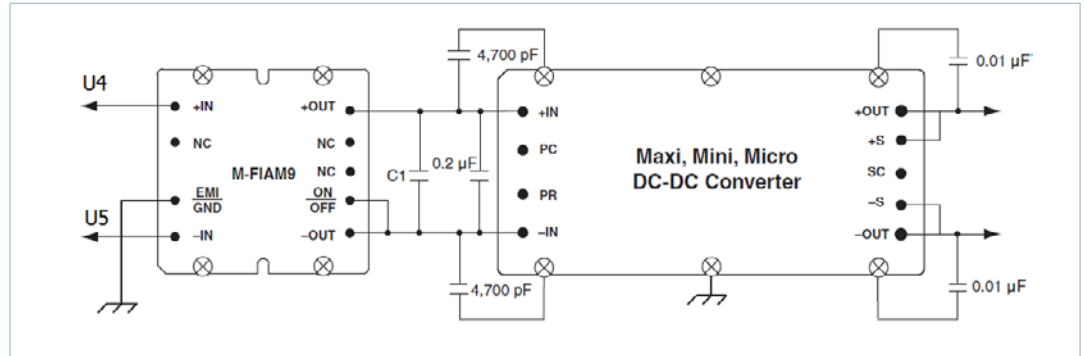 U4
U5
+IN
NC
EMI
GND
–IN
M-FIAM9
+OUT
NC
NC
ON
OFF
–OUT
4,700 pF
C1
0.2 µF
4,700 pF
+IN
PC
PR
–IN
Maxi, Mini, Micro
DC-DC Converter
+OUT
+S
SC
–S
–OUT
0.01 µF
0.01 µF